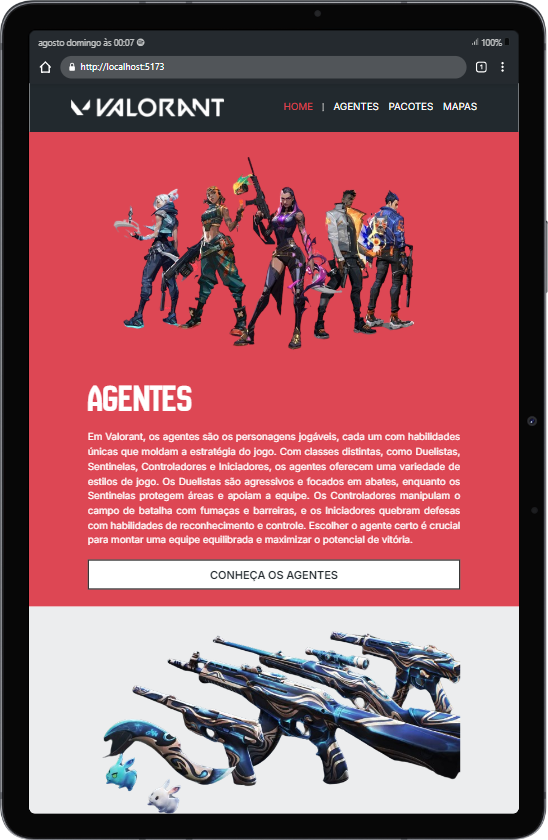 agosto domingo às 00:07
100%
http://localhost:5173
1
VALORANT
HOME | AGENTES PACOTES MAPAS
AGENTES
Em Valorant, os agentes são os personagens jogáveis, cada um com habilidades
únicas que moldam a estratégia do jogo. Com classes distintas, como Duelistas,
Sentinelas, Controladores e Iniciadores, os agentes oferecem uma variedade de
estilos de jogo. Os Duelistas são agressivos e focados em abates, enquanto os
Sentinelas protegem áreas e apoiam a equipe. Os Controladores manipulam o
campo de batalha com fumaças e barreiras, e os Iniciadores quebram defesas
com habilidades de reconhecimento e controle. Escolher o agente certo é crucial
para montar uma equipe equilibrada e maximizar o potencial de vitória.
CONHEÇA OS AGENTES